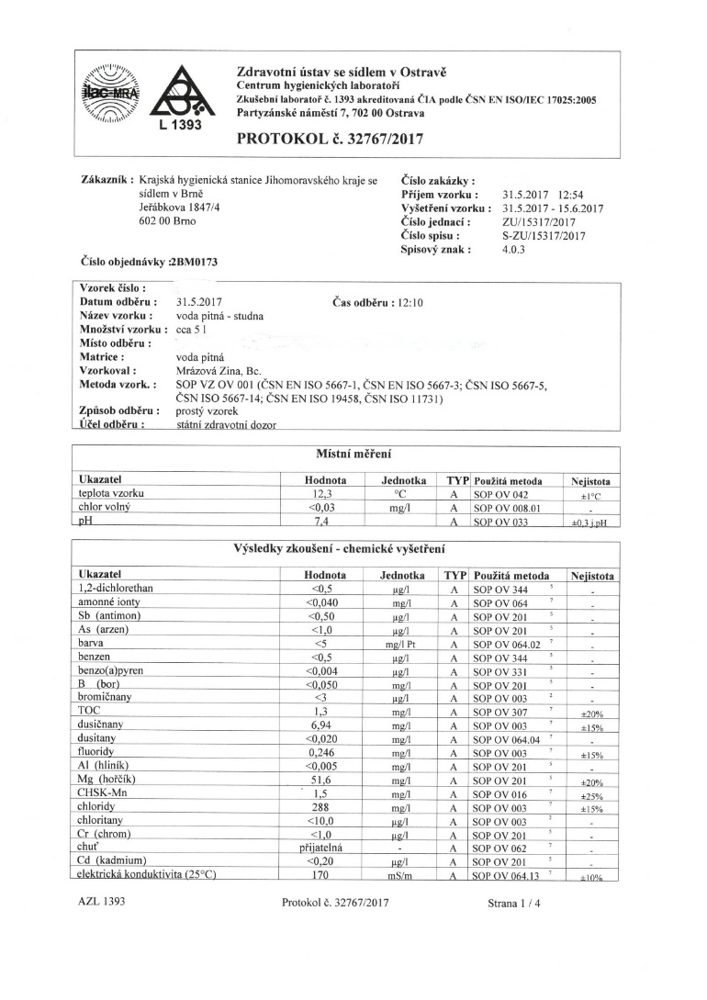 ilac-MRA
L 1393
Zdravotní ústav se sídlem v Ostravě
Centrum hygienických laboratoří
Zkušební laboratoř č. 1393 akreditovaná ČIA podle ČSN EN ISO/IEC 17025:2005
Partyzánské náměstí 7, 702 00 Ostrava
PROTOKOL č. 32767/2017
Zákazník : Krajská hygienická stanice Jihomoravského kraje se
sídlem v Brně
Jeřábkova 1847/4
602 00 Brno
Číslo zakázky :
Příjem vzorku : 31.5.2017 12:54
Vyšetření vzorku : 31.5.2017 - 15.6.2017
Číslo jednací : ZU/15317/2017
Číslo spisu : S-ZU/15317/2017
Spisový znak : 4.0.3
Číslo objednávky :2BM0173
Vzorek číslo :
Datum odběru : 31.5.2017 Čas odběru : 12:10
Název vzorku : voda pitná - studna
Množství vzorku : cca 5 l
Místo odběru :
Matrice : voda pitná
Vzorkoval : Mrázová Zina, Bc.
Metoda vzork. : SOP VZ OV 001 (ČSN EN ISO 5667-1, ČSN EN ISO 5667-3; ČSN ISO 5667-5,
ČSN ISO 5667-14; ČSN EN ISO 19458, ČSN ISO 11731)
Způsob odběru : prostý vzorek
Účel odběru : státní zdravotní dozor
Místní měření
Ukazatel Hodnota Jednotka TYP Použitá metoda Nejistota
teplota vzorku 12,3 °C A SOP OV 042 ±1°C
chlor volný <0,03 mg/l A SOP OV 008.01 -
pH 7,4 A SOP OV 033 ±0,3 j.pH
Výsledky zkoušení - chemické vyšetření
Ukazatel Hodnota Jednotka TYP Použitá metoda Nejistota
1,2-dichlorethan <0,5 µg/l A SOP OV 344 5 -
amonné ionty <0,040 mg/l A SOP OV 064 7 -
Sb (antimon) <0,50 µg/l A SOP OV 201 5 -
As (arzen) <1,0 µg/l A SOP OV 201 5 -
barva <5 mg/l Pt A SOP OV 064.02 7 -
benzen <0,5 µg/l A SOP OV 344 5 -
benzo(a)pyren <0,004 µg/l A SOP OV 331 5 -
B (bor) <0,050 mg/l A SOP OV 201 5 -
bromičnany <3 µg/l A SOP OV 003 2 -
TOC 1,3 mg/l A SOP OV 307 7 ±20%
dusičnany 6,94 mg/l A SOP OV 003 7 ±15%
dusitany <0,020 mg/l A SOP OV 064.04 7 -
fluoridy 0,246 mg/l A SOP OV 003 7 ±15%
Al (hliník) <0,005 mg/l A SOP OV 201 5 -
Mg (hořčík) 51,6 mg/l A SOP OV 201 5 ±20%
CHSK-Mn 1,5 mg/l A SOP OV 016 7 ±25%
chloridy 288 mg/l A SOP OV 003 7 ±15%
chloritany <10,0 µg/l A SOP OV 003 2 -
Cr (chrom) <1,0 µg/l A SOP OV 201 5 -
chuť přijatelná - A SOP OV 062 7 -
Cd (kadmium) <0,20 µg/l A SOP OV 201 5 -
elektrická konduktivita (25°C) 170 mS/m A SOP OV 064.13 7 ±10%
AZL 1393 Protokol č. 32767/2017 Strana 1 / 4